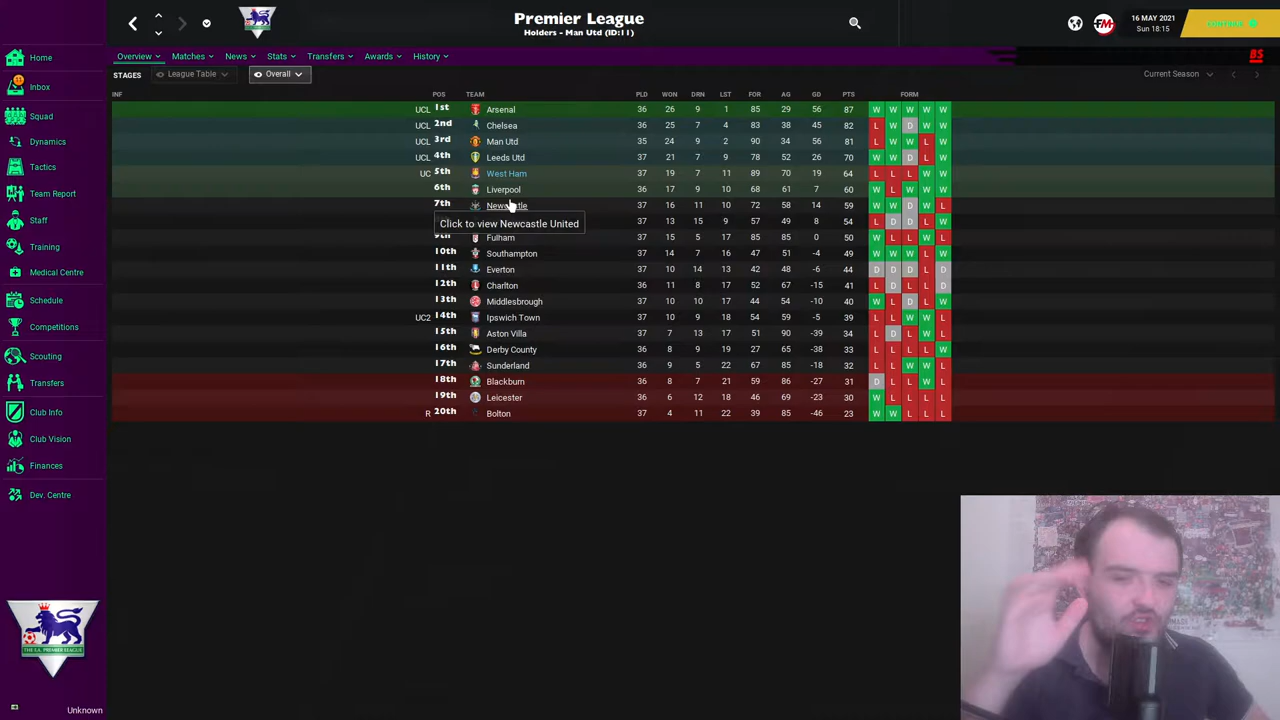 Premier League
Holders - Man Utd (ID:11)
16 MAY 2021
Sun 18:15
CONTINUE
FM
Home
Inbox
Squad
Dynamics
Tactics
Team Report
Staff
Training
Medical Centre
Schedule
Competitions
Scouting
Transfers
Club Info
Club Vision
Finances
Dev. Centre
THE F.A. PREMIER LEAGUE
Unknown
Overview Matches News Stats Transfers Awards History
BS
STAGES League Table Overall Current Season
INF POS TEAM PLD WON DRN LST FOR AG GD PTS FORM
UCL 1st Arsenal 36 26 9 1 85 29 56 87 W W W W W
UCL 2nd Chelsea 36 25 7 4 83 38 45 82 L W D W W
UCL 3rd Man Utd 35 24 9 2 90 34 56 81 L W W L W
UCL 4th Leeds Utd 37 21 7 9 78 52 26 70 W W D L W
UC 5th West Ham 37 19 7 11 89 70 19 64 L L L W W
6th Liverpool 36 17 9 10 68 61 7 60 W L W W W
7th Newcastle 37 16 11 10 72 58 14 59 W W D W L
Click to view Newcastle United
37 13 15 9 57 49 8 54 L D D L W
9th Fulham 37 15 5 17 85 85 0 50 W L L W L
10th Southampton 37 14 7 16 47 51 -4 49 W W W L W
11th Everton 37 10 14 13 42 48 -6 44 D D D L D
12th Charlton 36 11 8 17 52 67 -15 41 L L L L D
13th Middlesbrough 37 10 10 17 44 54 -10 40 W L D L W
UC2 14th Ipswich Town 37 10 9 18 54 59 -5 39 L L W W L
15th Aston Villa 37 7 13 17 51 90 -39 34 L D L W L
16th Derby County 36 8 9 19 27 65 -38 33 L L L L W
17th Sunderland 36 9 5 22 67 85 -18 32 L L W W L
18th Blackburn 36 8 7 21 59 86 -27 31 D L L W L
19th Leicester 36 6 12 18 46 69 -23 30 W L L L L
R 20th Bolton 37 4 11 22 39 85 -46 23 W W L L L